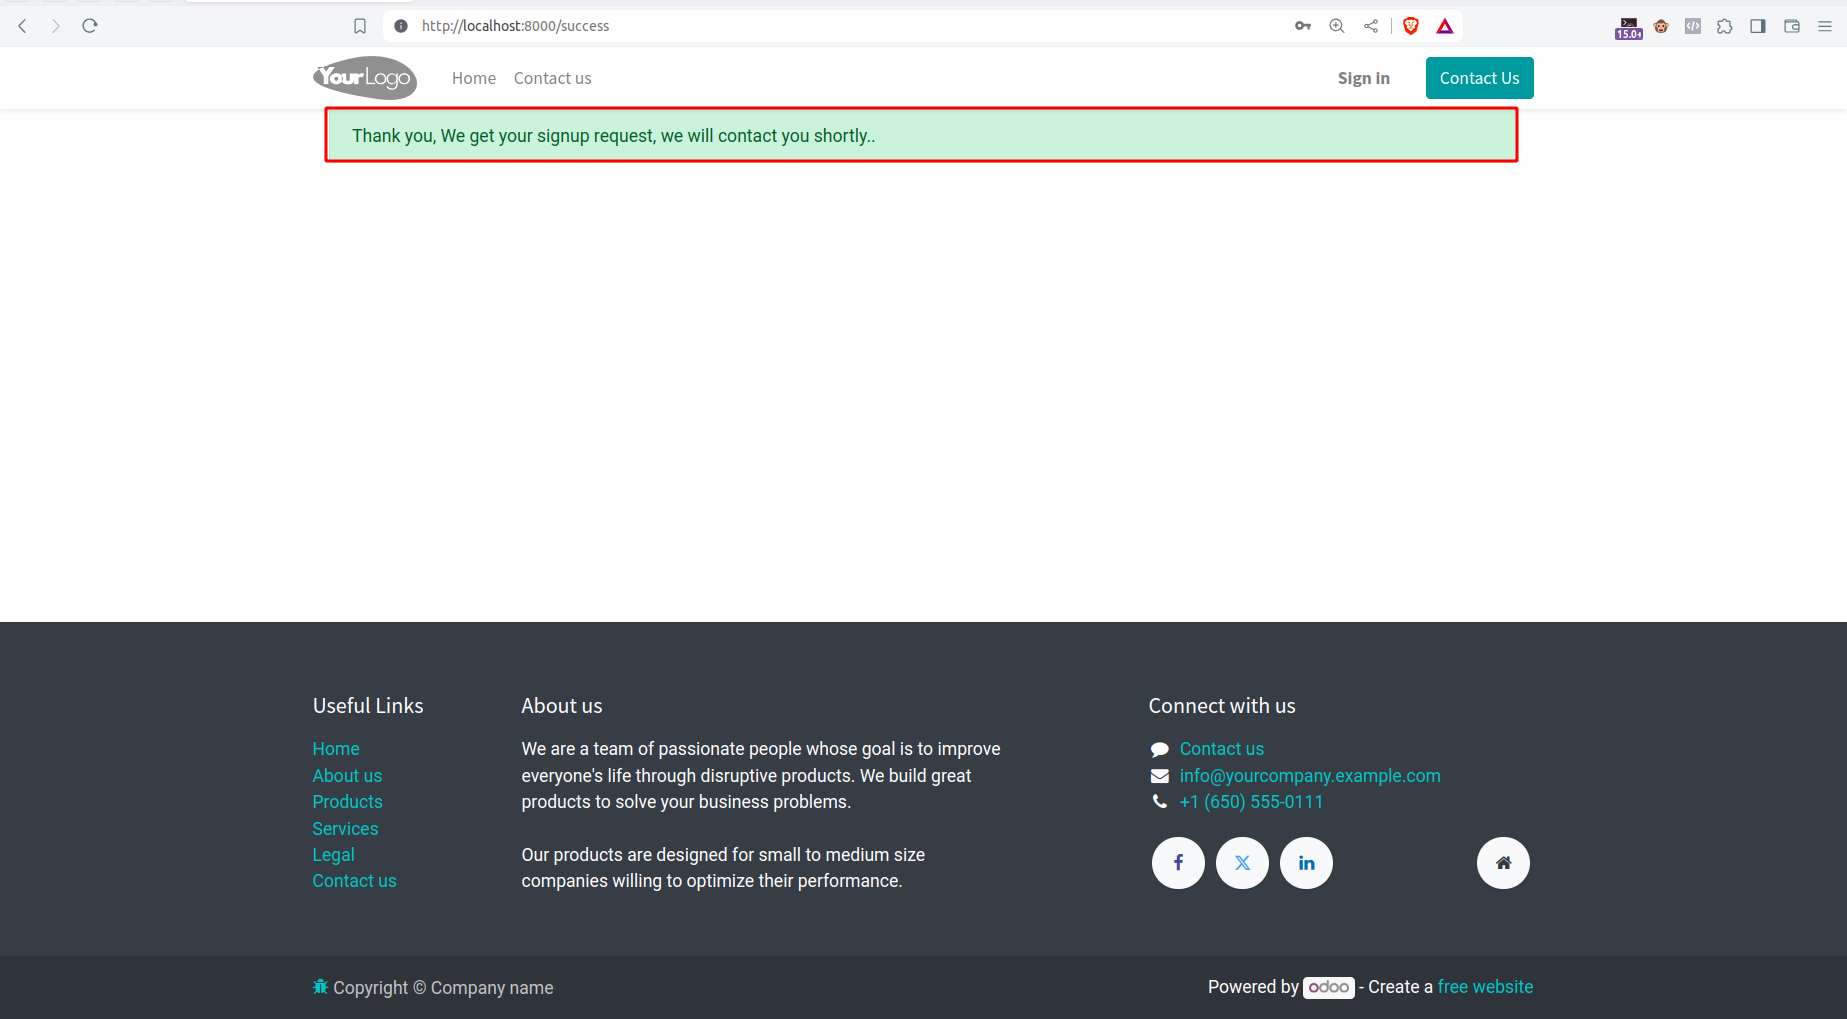 http://localhost:8000/success
15.0+
YourLogo Home Contact us Sign in Contact Us
Thank you, We get your signup request, we will contact you shortly..
Useful Links
Home
About us
Products
Services
Legal
Contact us
About us
We are a team of passionate people whose goal is to improve
everyone's life through disruptive products. We build great
products to solve your business problems.
Our products are designed for small to medium size
companies willing to optimize their performance.
Connect with us
Contact us
info@yourcompany.example.com
+1 (650) 555-0111
Copyright © Company name
Powered by odoo - Create a free website